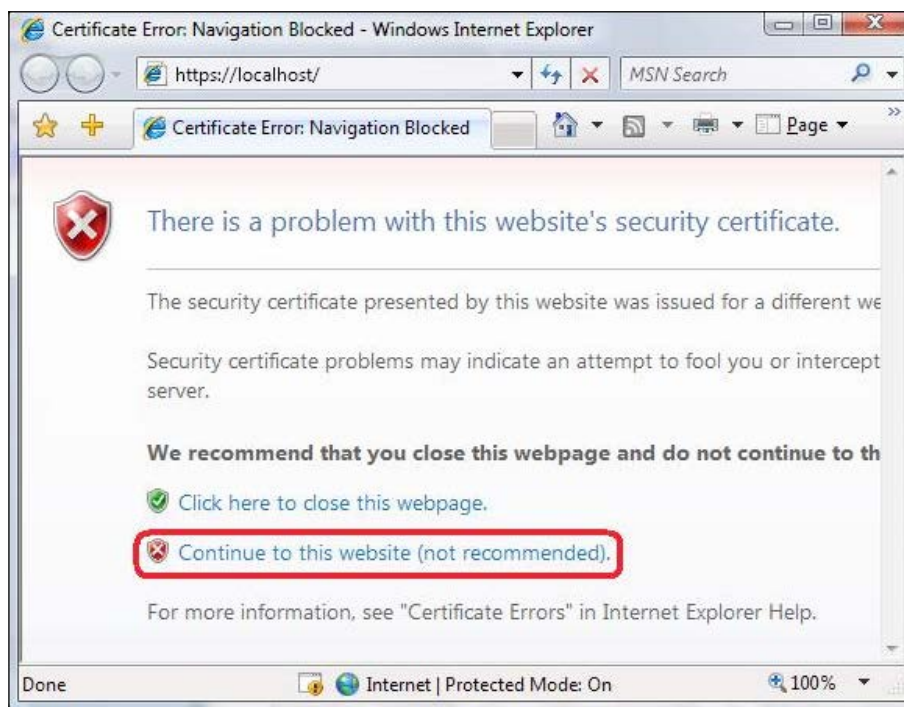 Certificate Error: Navigation Blocked - Windows Internet Explorer
https://localhost/
MSN Search
Certificate Error: Navigation Blocked
Page
There is a problem with this website's security certificate.
The security certificate presented by this website was issued for a different we
Security certificate problems may indicate an attempt to fool you or intercept
server.
We recommend that you close this webpage and do not continue to th
Click here to close this webpage.
Continue to this website (not recommended).
For more information, see "Certificate Errors" in Internet Explorer Help.
Done
Internet | Protected Mode: On
100%